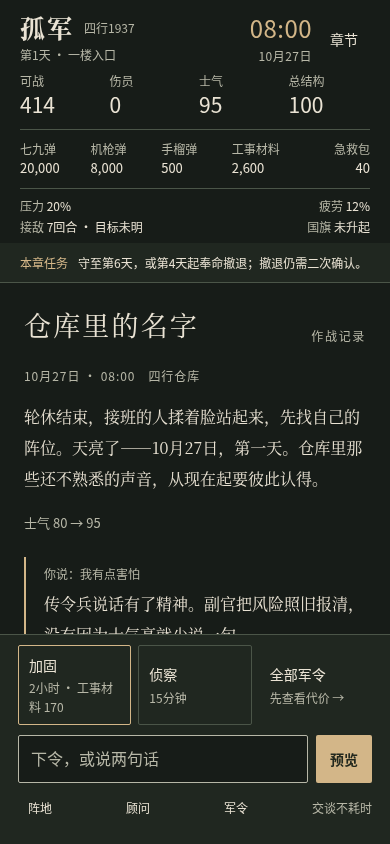 孤军 四行1937 08:00 章节
第1天 · 一楼入口 10月27日
可战 伤员 士气 总结构
414 0 95 100
七九弹 机枪弹 手榴弹 工事材料 急救包
20,000 8,000 500 2,600 40
压力 20% 疲劳 12%
接敌 7回合 · 目标未明 国旗 未升起
本章任务 守至第6天，或第4天起奉命撤退；撤退仍需二次确认。
仓库里的名字 作战记录
10月27日 · 08:00 四行仓库
轮休结束，接班的人揉着脸站起来，先找自己的
阵位。天亮了——10月27日，第一天。仓库里那
些还不熟悉的声音，从现在起要彼此认得。
士气 80 → 95
你说：我有点害怕
传令兵说话有了精神。副官把风险照旧报清，
没有因为士气高就少说一句
加固 侦察 全部军令
2小时 · 工事材 15分钟 先查看代价 →
料 170
下令，或说两句话 预览
阵地 顾问 军令 交谈不耗时